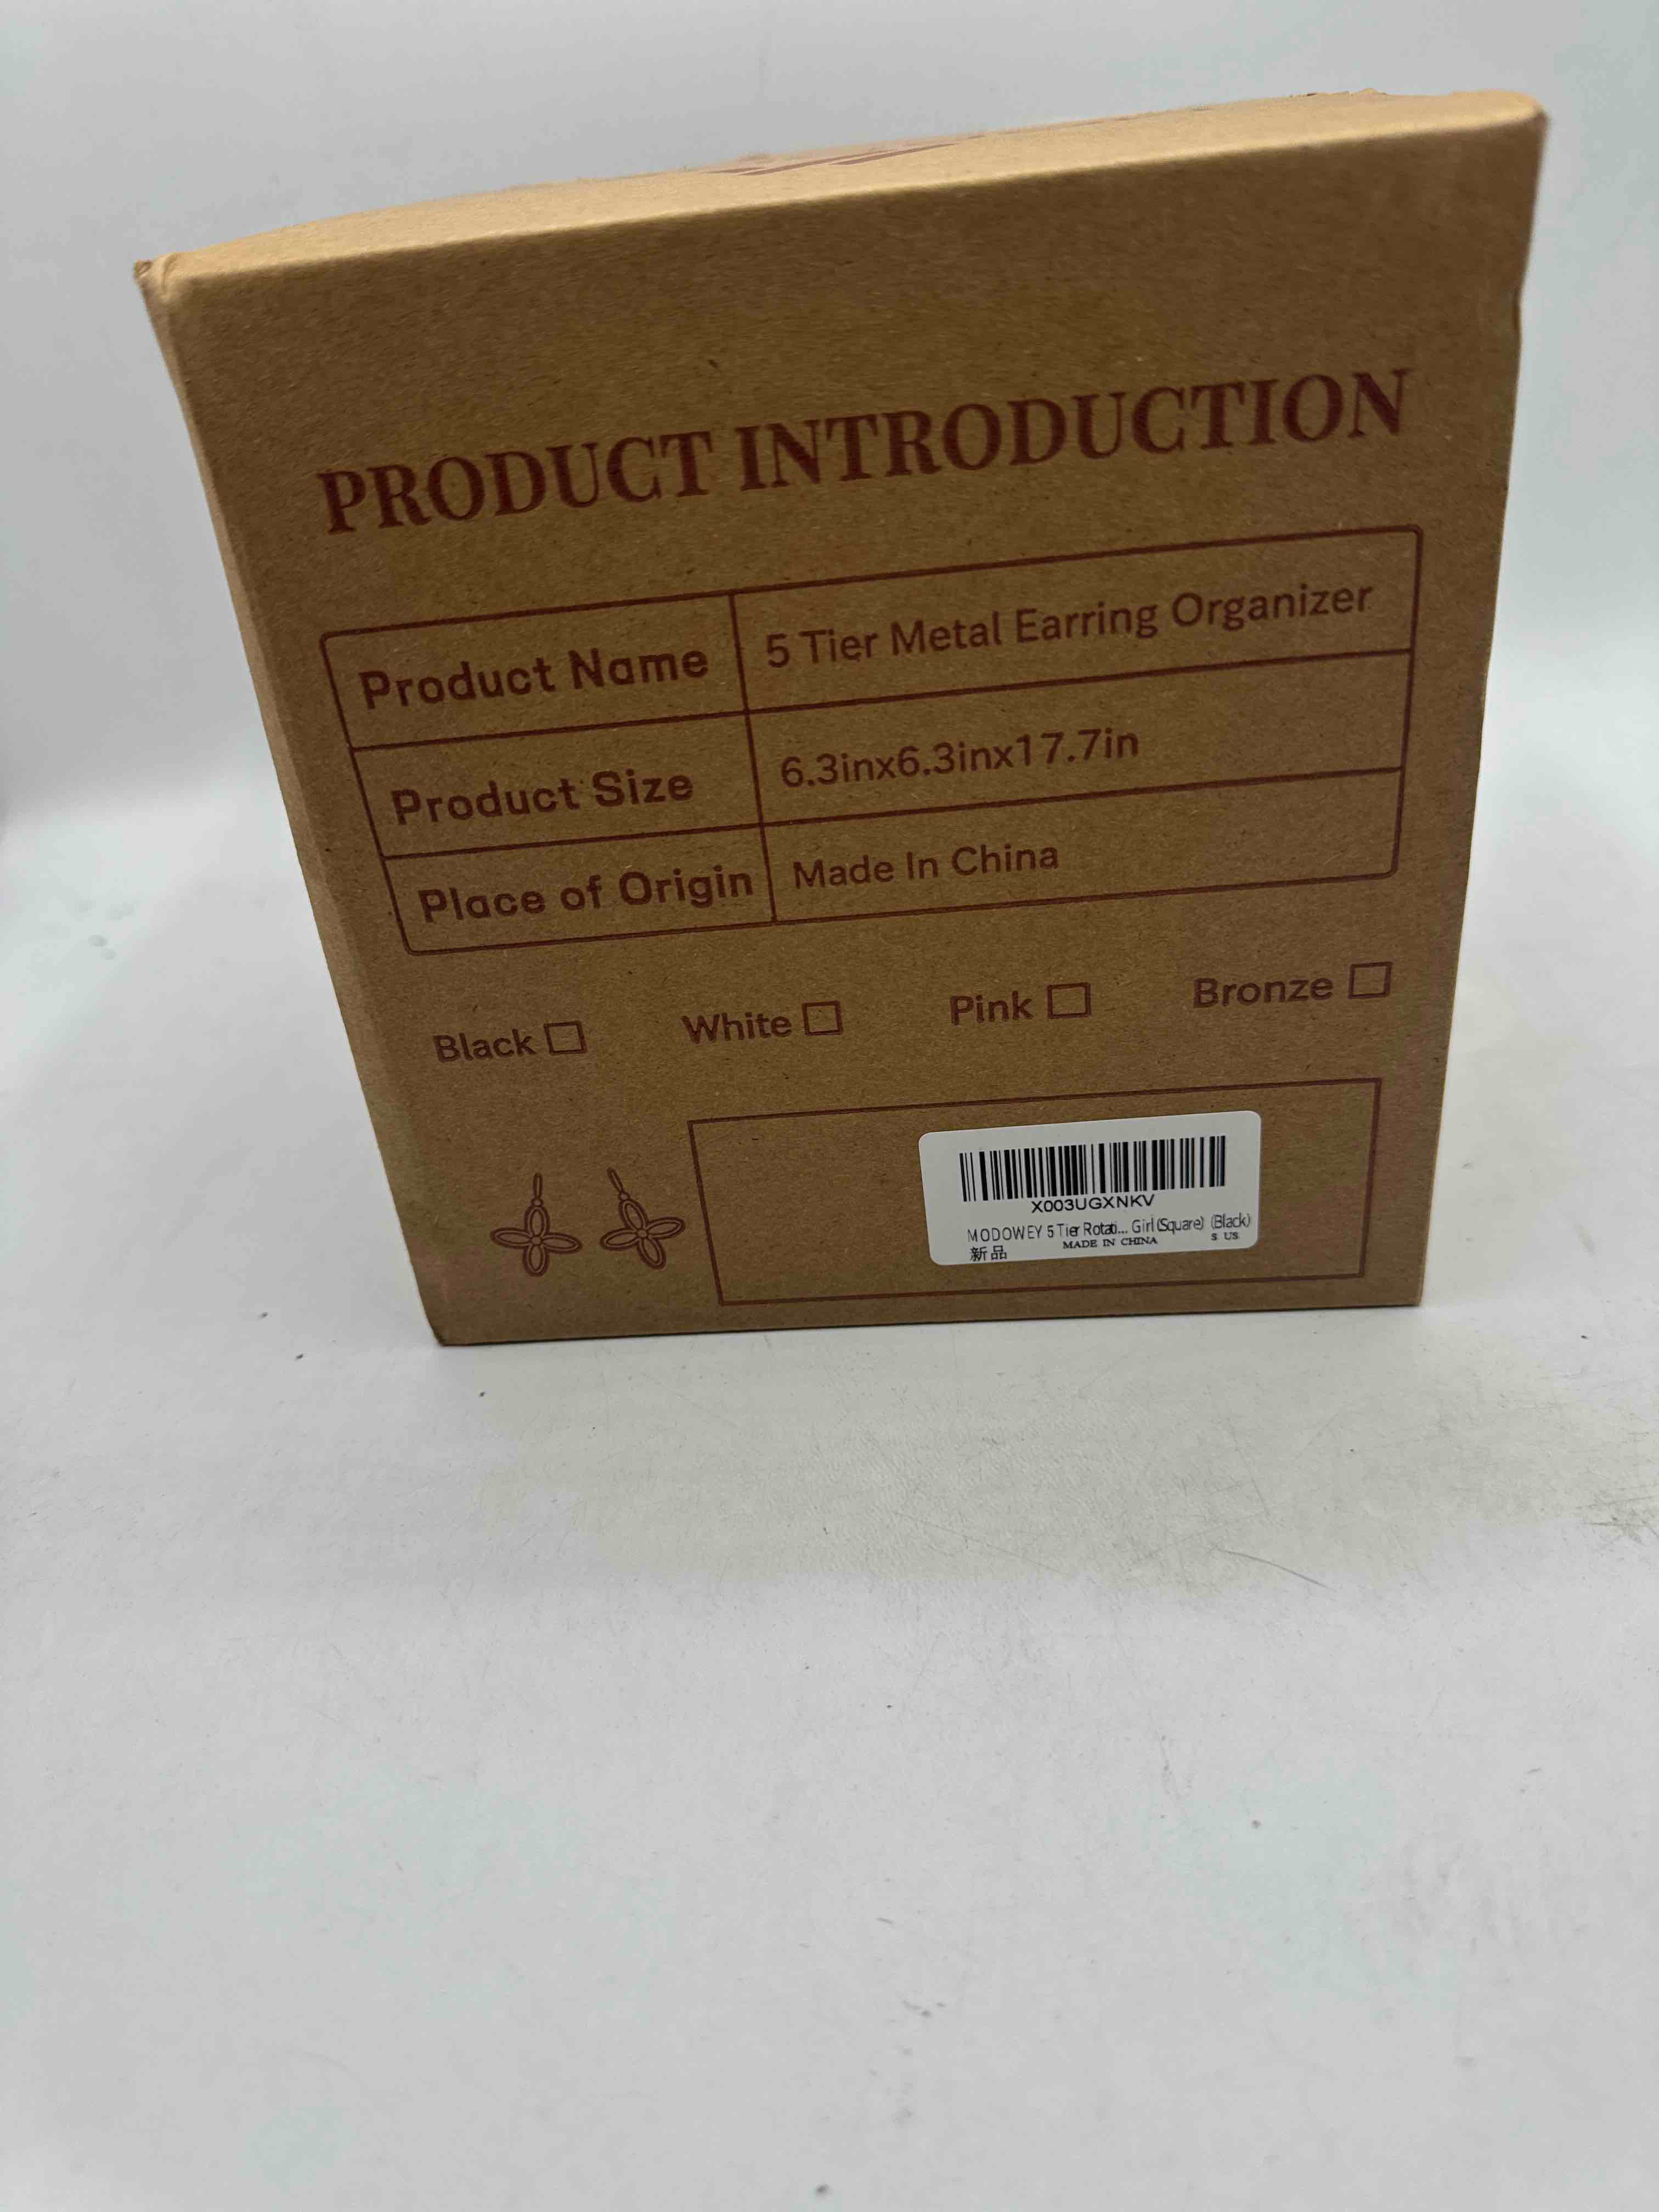 PRODUCT INTRODUCTION
Product Name 5 Tier Metal Earring Organizer
Product Size 6.3inx6.3inx17.7in
Place of Origin Made In China
Black White Pink Bronze
X003UGXNKV
MODOWEY 5 Tier Rotati... Girl (Square) (Black)
新品 MADE IN CHINA S US